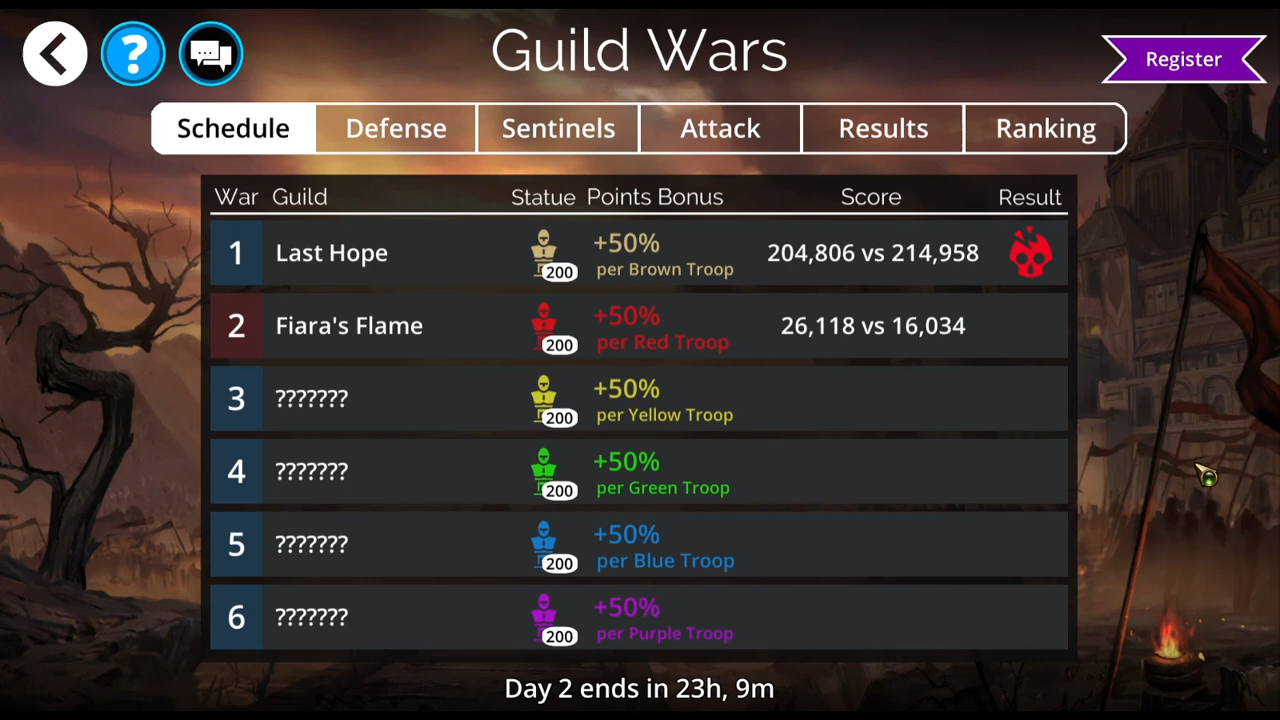 ?
Guild Wars
Register
Schedule
Defense
Sentinels
Attack
Results
Ranking
War Guild Statue Points Bonus Score Result
1 Last Hope 200 +50% per Brown Troop 204,806 vs 214,958
2 Fiara's Flame 200 +50% per Red Troop 26,118 vs 16,034
3 ??????? 200 +50% per Yellow Troop
4 ??????? 200 +50% per Green Troop
5 ??????? 200 +50% per Blue Troop
6 ??????? 200 +50% per Purple Troop
Day 2 ends in 23h, 9m